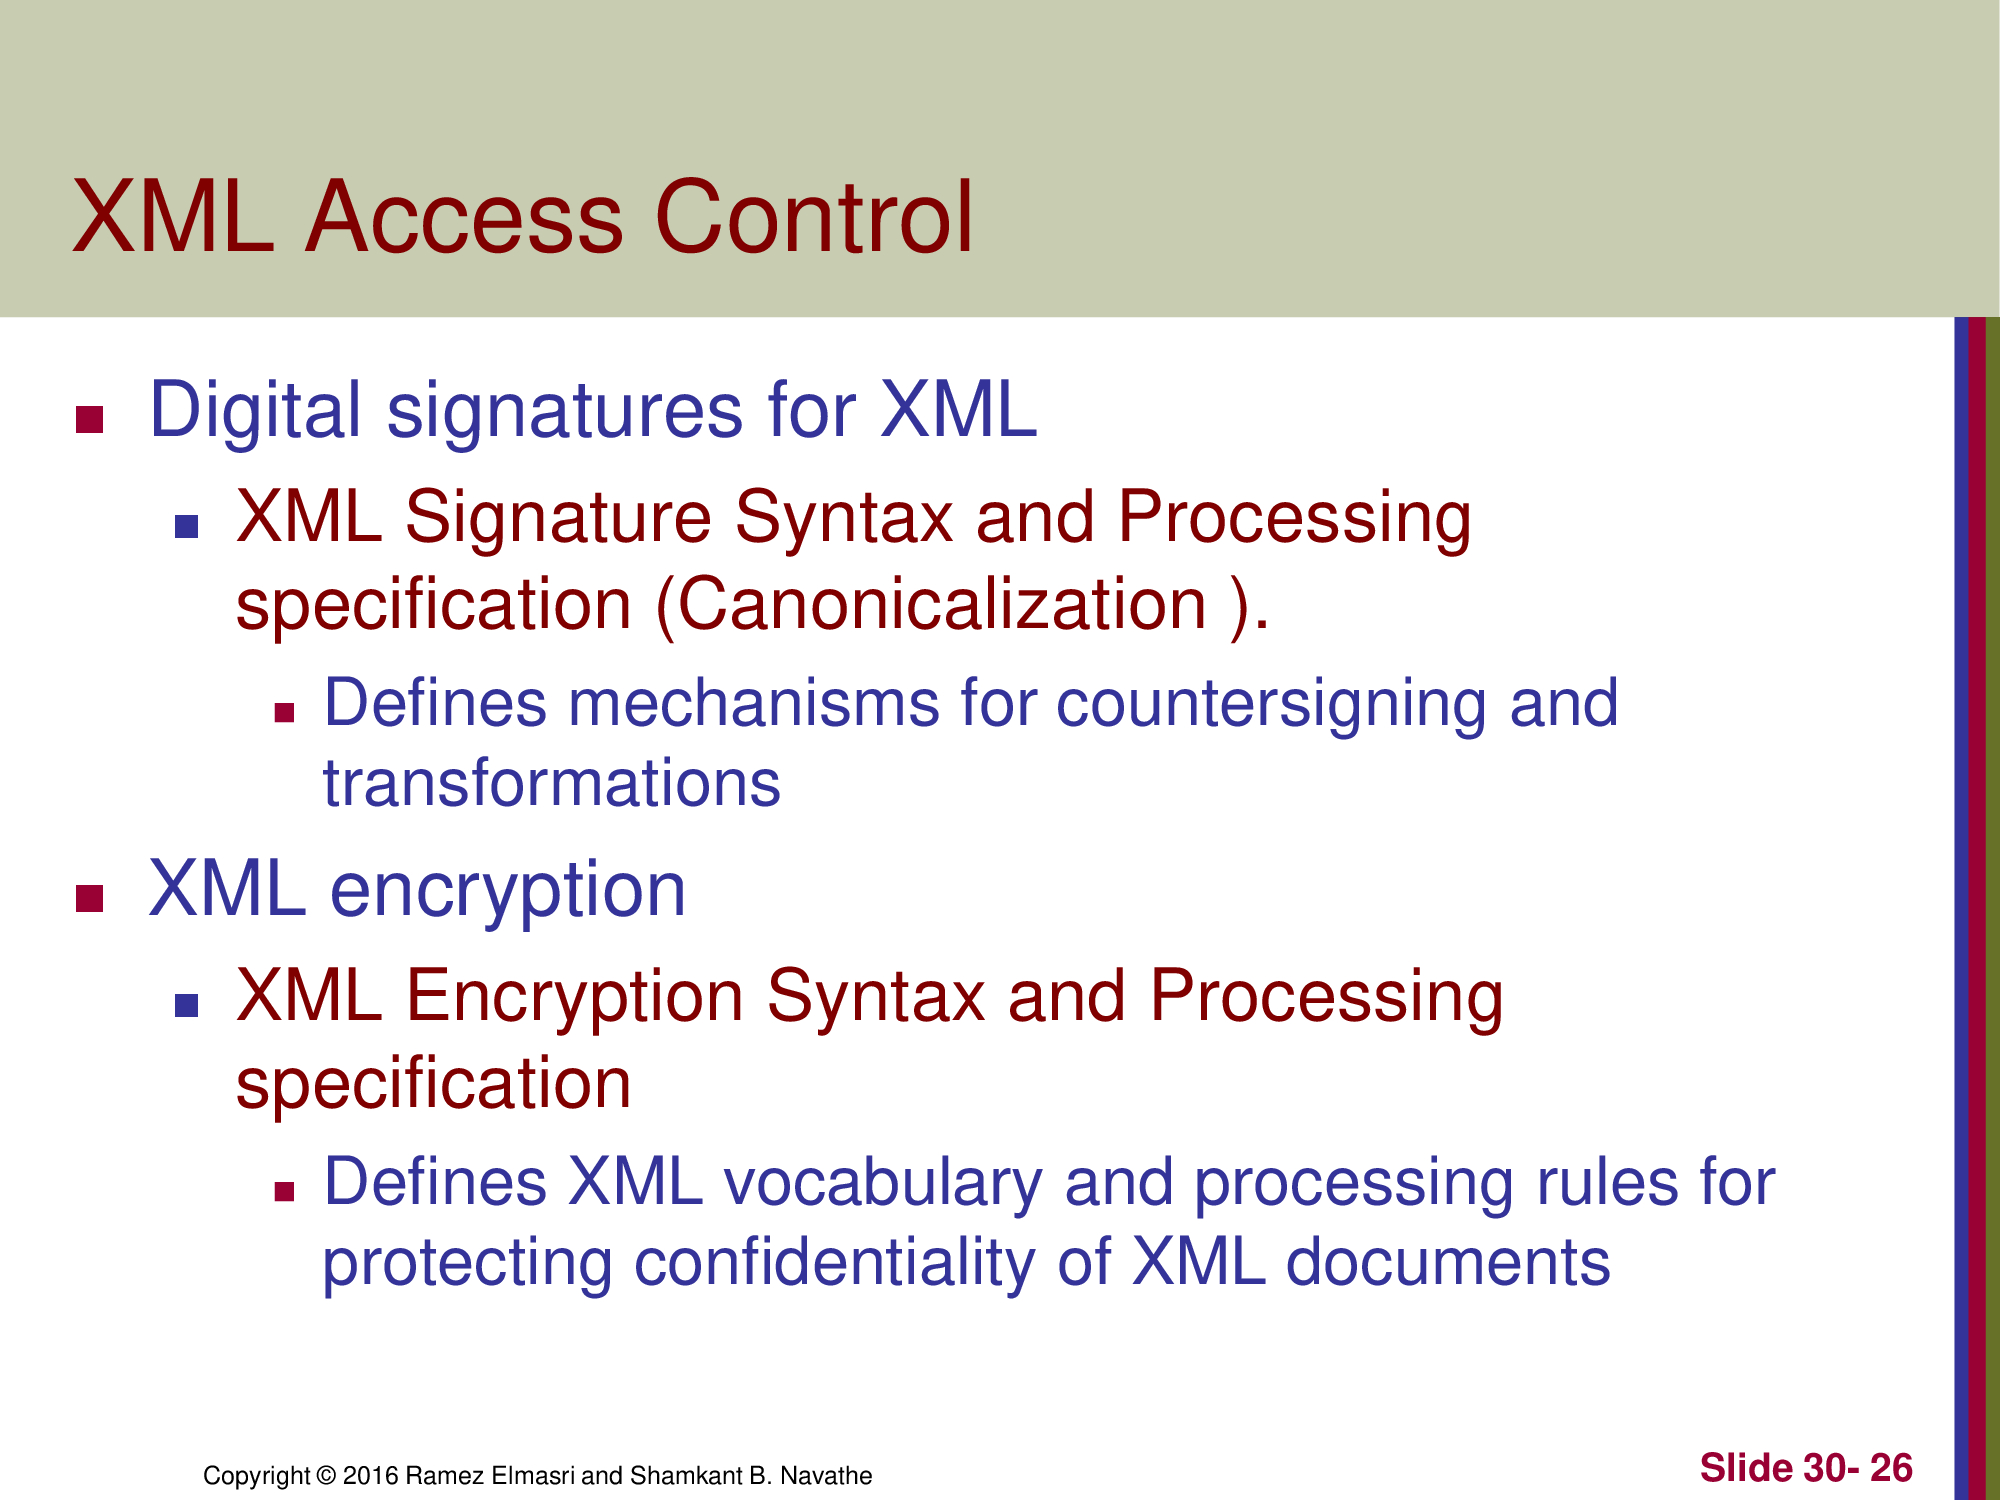 XML Access Control
Digital signatures for XML
XML Signature Syntax and Processing
specification (Canonicalization ).
Defines mechanisms for countersigning and
transformations
XML encryption
XML Encryption Syntax and Processing
specification
Defines XML vocabulary and processing rules for
protecting confidentiality of XML documents
Copyright © 2016 Ramez Elmasri and Shamkant B. Navathe
Slide 30- 26